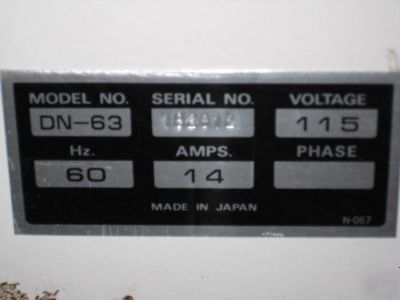 MODEL NO. SERIAL NO. VOLTAGE
DN-63 115
Hz. AMPS. PHASE
60 14
MADE IN JAPAN
N-067